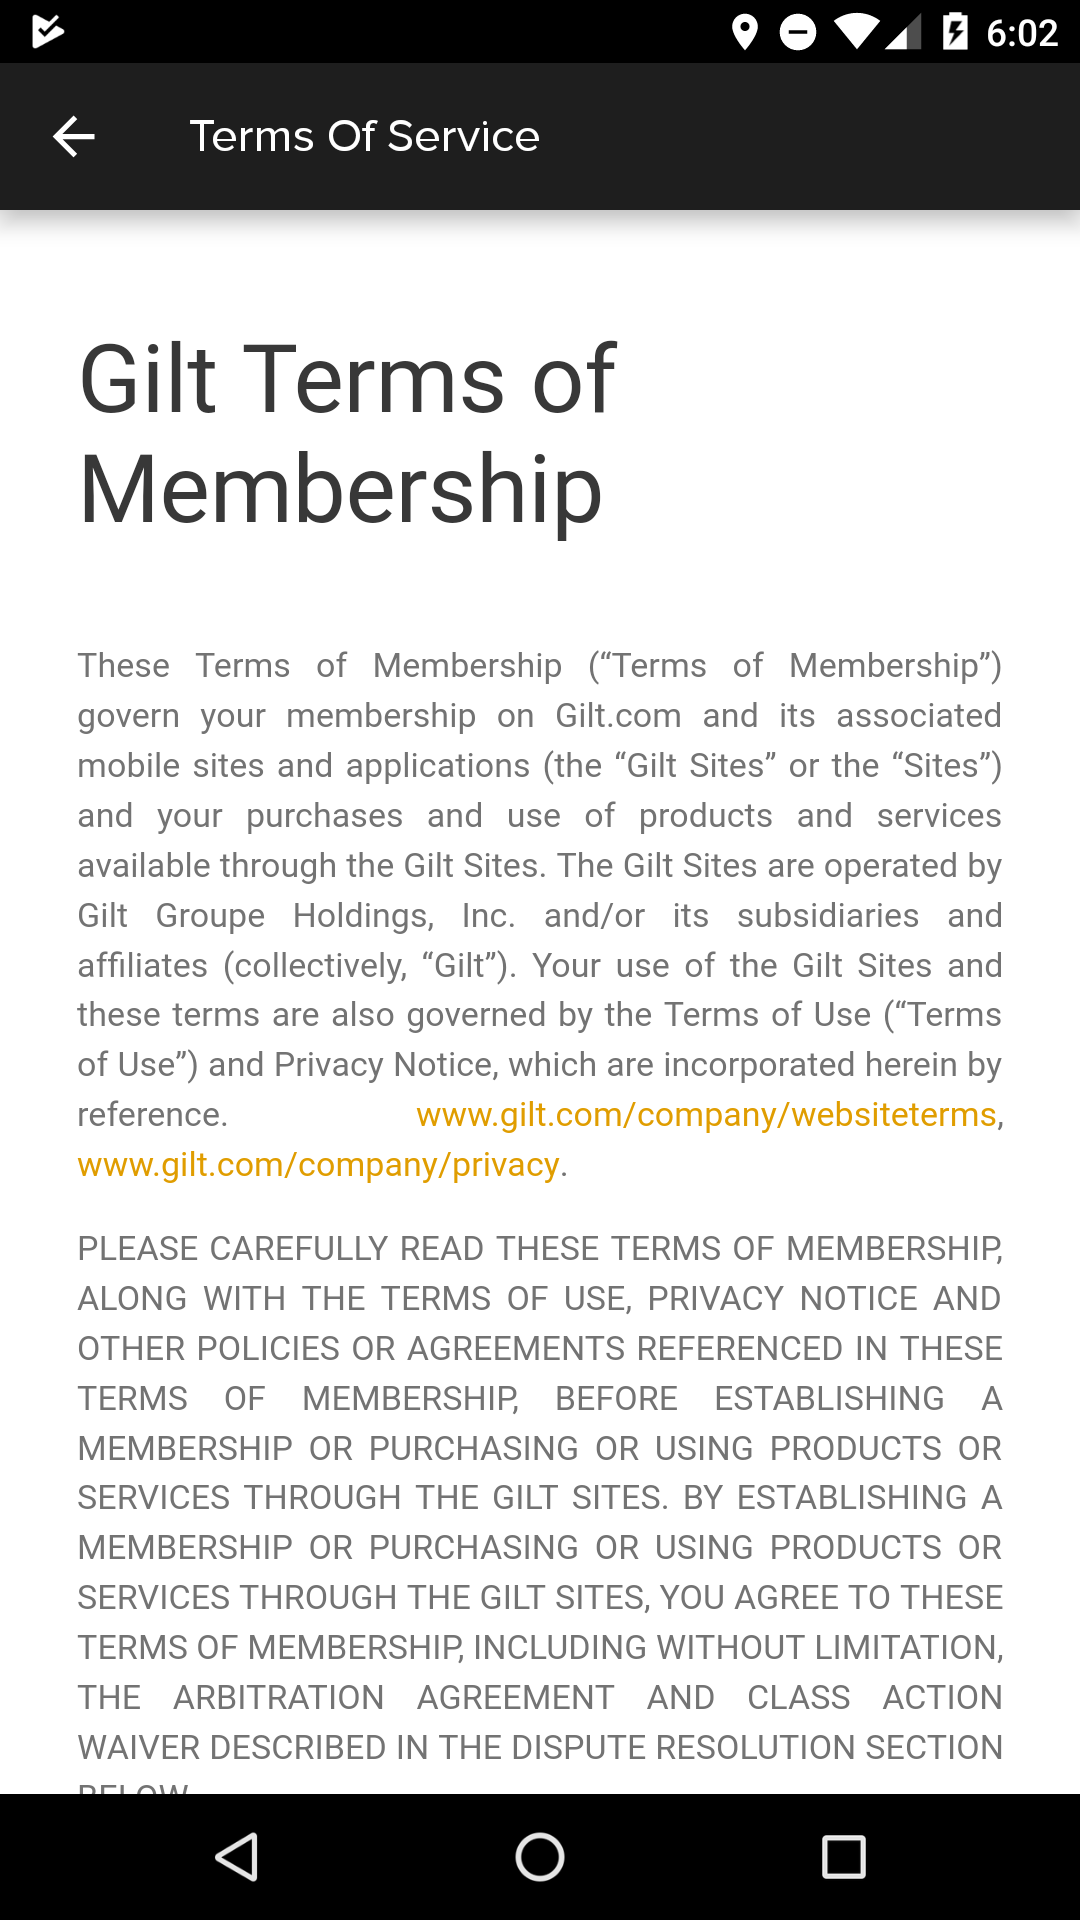 6:02
Terms Of Service
Gilt Terms of
Membership
These Terms of Membership (“Terms of Membership”)
govern your membership on Gilt.com and its associated
mobile sites and applications (the “Gilt Sites” or the “Sites”)
and your purchases and use of products and services
available through the Gilt Sites. The Gilt Sites are operated by
Gilt Groupe Holdings, Inc. and/or its subsidiaries and
affiliates (collectively, “Gilt”). Your use of the Gilt Sites and
these terms are also governed by the Terms of Use (“Terms
of Use”) and Privacy Notice, which are incorporated herein by
reference. www.gilt.com/company/websiteterms,
www.gilt.com/company/privacy.
PLEASE CAREFULLY READ THESE TERMS OF MEMBERSHIP,
ALONG WITH THE TERMS OF USE, PRIVACY NOTICE AND
OTHER POLICIES OR AGREEMENTS REFERENCED IN THESE
TERMS OF MEMBERSHIP, BEFORE ESTABLISHING A
MEMBERSHIP OR PURCHASING OR USING PRODUCTS OR
SERVICES THROUGH THE GILT SITES. BY ESTABLISHING A
MEMBERSHIP OR PURCHASING OR USING PRODUCTS OR
SERVICES THROUGH THE GILT SITES, YOU AGREE TO THESE
TERMS OF MEMBERSHIP, INCLUDING WITHOUT LIMITATION,
THE ARBITRATION AGREEMENT AND CLASS ACTION
WAIVER DESCRIBED IN THE DISPUTE RESOLUTION SECTION
BELOW